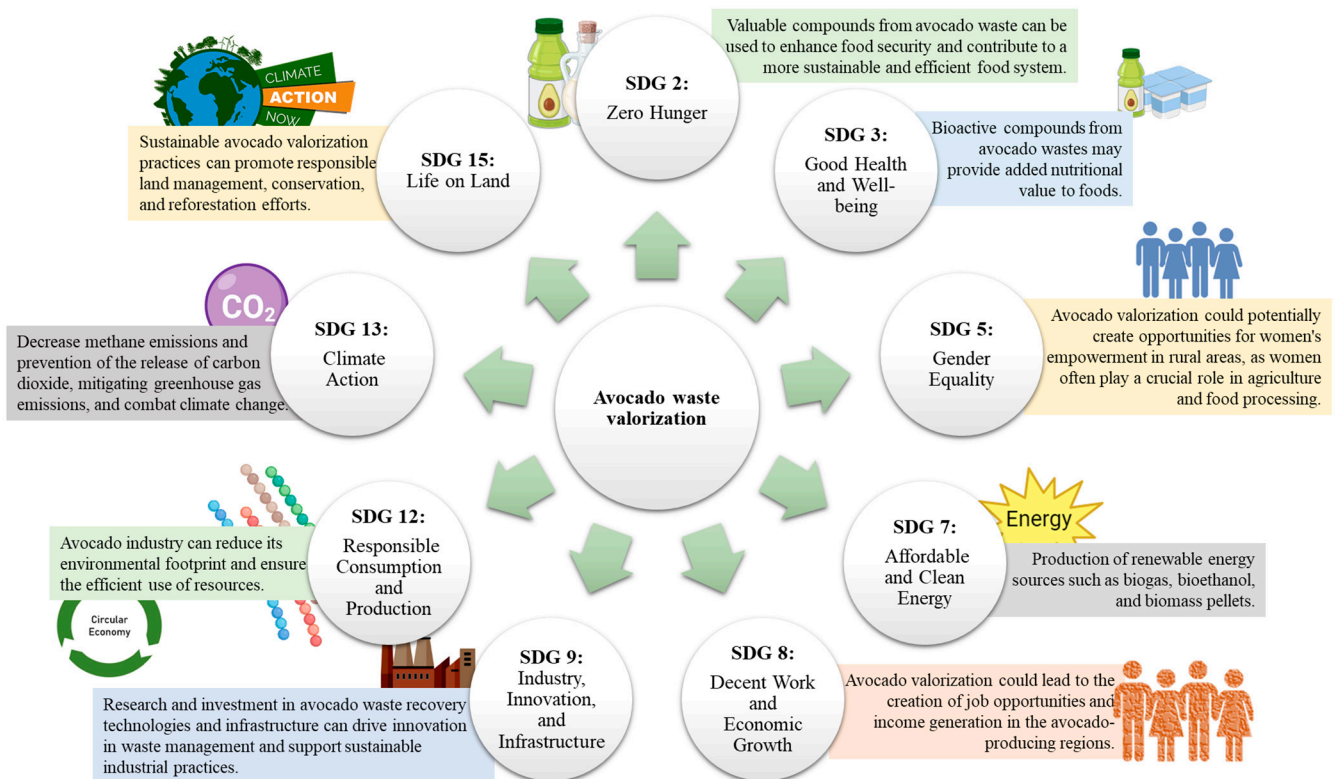 Avocado waste
valorization
SDG 2:
Zero Hunger
Valuable compounds from avocado waste can be
used to enhance food security and contribute to a
more sustainable and efficient food system.
SDG 3:
Good Health
and Well-
being
Bioactive compounds from
avocado wastes may
provide added nutritional
value to foods.
SDG 5:
Gender
Equality
Avocado valorization could potentially
create opportunities for women's
empowerment in rural areas, as women
often play a crucial role in agriculture
and food processing.
SDG 7:
Affordable
and Clean
Energy
Energy
Production of renewable energy
sources such as biogas, bioethanol,
and biomass pellets.
SDG 8:
Decent Work
and
Economic
Growth
Avocado valorization could lead to the
creation of job opportunities and
income generation in the avocado-
producing regions.
SDG 9:
Industry,
Innovation,
and
Infrastructure
Research and investment in avocado waste recovery
technologies and infrastructure can drive innovation
in waste management and support sustainable
industrial practices.
SDG 12:
Responsible
Consumption
and
Production
Avocado industry can reduce its
environmental footprint and ensure
the efficient use of resources.
Circular
Economy
SDG 13:
Climate
Action
CO₂
Decrease methane emissions and
prevention of the release of carbon
dioxide, mitigating greenhouse gas
emissions, and combat climate change.
SDG 15:
Life on Land
CLIMATE
ACTION
NOW
Sustainable avocado valorization
practices can promote responsible
land management, conservation,
and reforestation efforts.